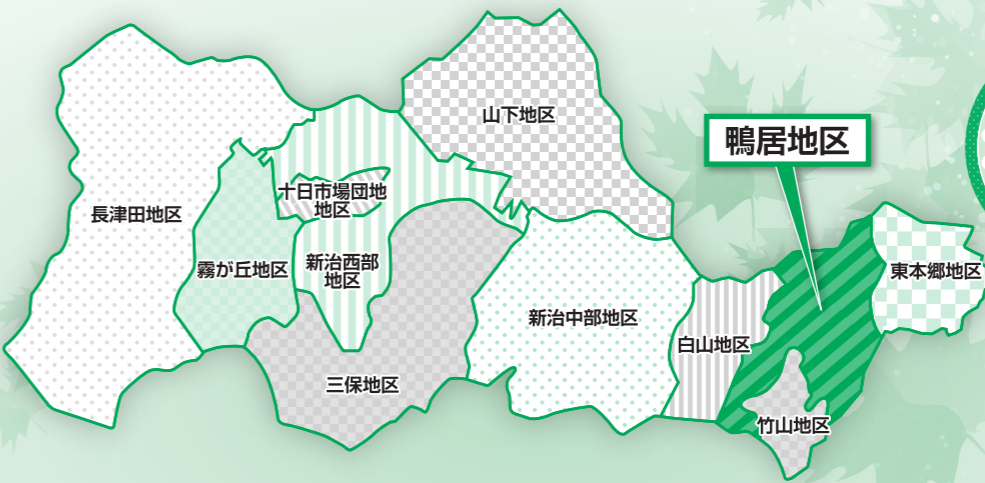 山下地区
鴨居地区
十日市場団地
地区
長津田地区
霧が丘地区
新治西部
地区
東本郷地区
新治中部地区
白山地区
三保地区
竹山地区